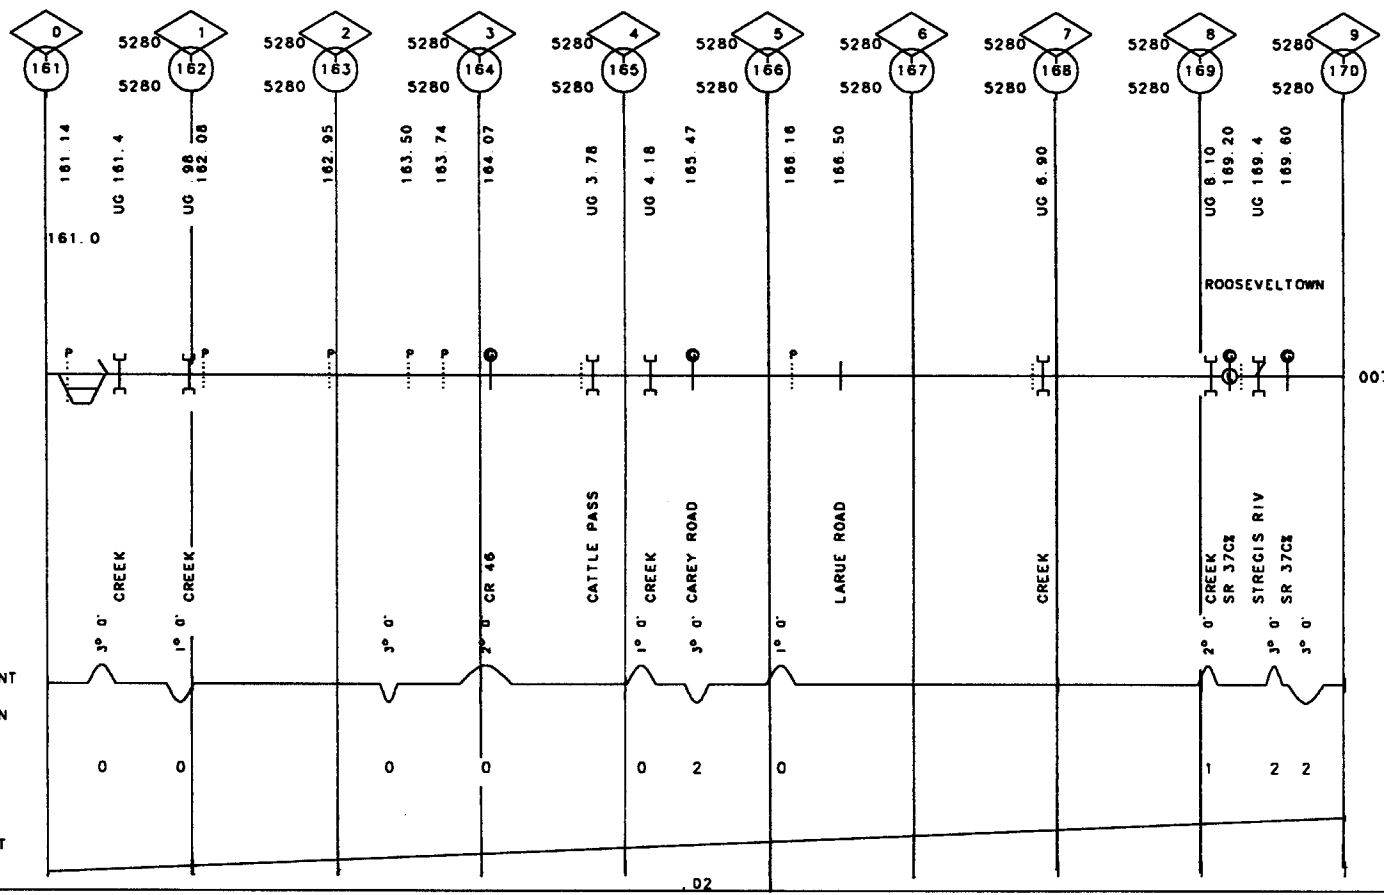 0 1 2 3 4 5 6 7 8 9
5280 5280 5280 5280 5280 5280 5280 5280 5280
161 162 163 164 165 166 167 168 169 170
5280 5280 5280 5280 5280 5280 5280 5280 5280
161.14
UG 161.4
UG .98
162.08
162.95
163.50
163.74
164.07
UG 3.78
UG 4.18
165.47
166.16
166.50
UG 6.90
UG 8.10
169.20
UG 169.4
169.60
161.0
ROOSEVELTOWN
P P P P P G G P G G
007
CREEK
CREEK
CR 46
CATTLE PASS
CREEK
CAREY ROAD
LARUE ROAD
CREEK
CREEK
SR 37C%
STREGIS RIV
SR 37C%
3° 0' 1° 0' 3° 0' 2° 0' 1° 0' 3° 0' 1° 0' 2° 0' 3° 0' 3° 0'
NT
N
0 0 0 0 0 2 0 1 2 2
T
.02